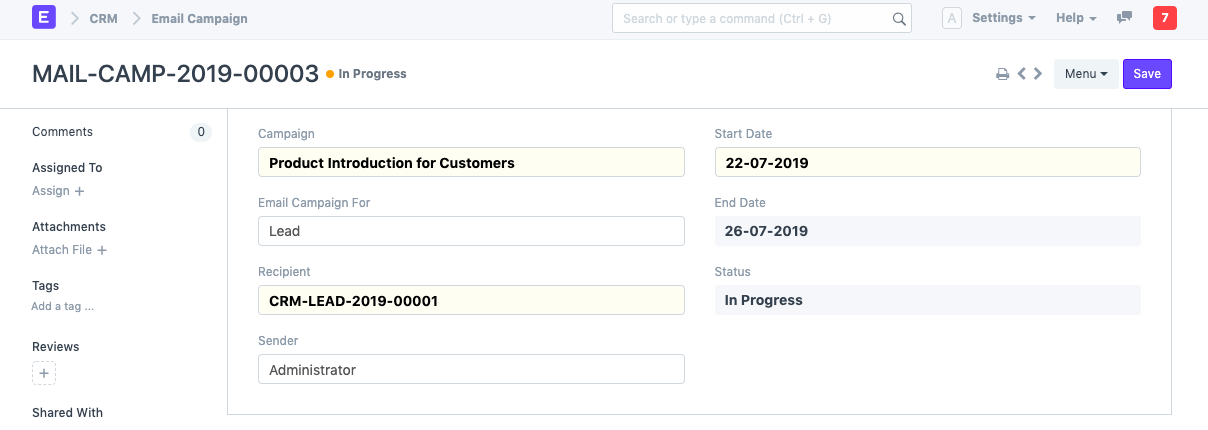 E CRM Email Campaign Search or type a command (Ctrl + G) A Settings Help 7
MAIL-CAMP-2019-00003 In Progress Menu Save
Comments 0
Assigned To
Assign +
Attachments
Attach File +
Tags
Add a tag ...
Reviews
+
Shared With
Campaign
Product Introduction for Customers
Email Campaign For
Lead
Recipient
CRM-LEAD-2019-00001
Sender
Administrator
Start Date
22-07-2019
End Date
26-07-2019
Status
In Progress